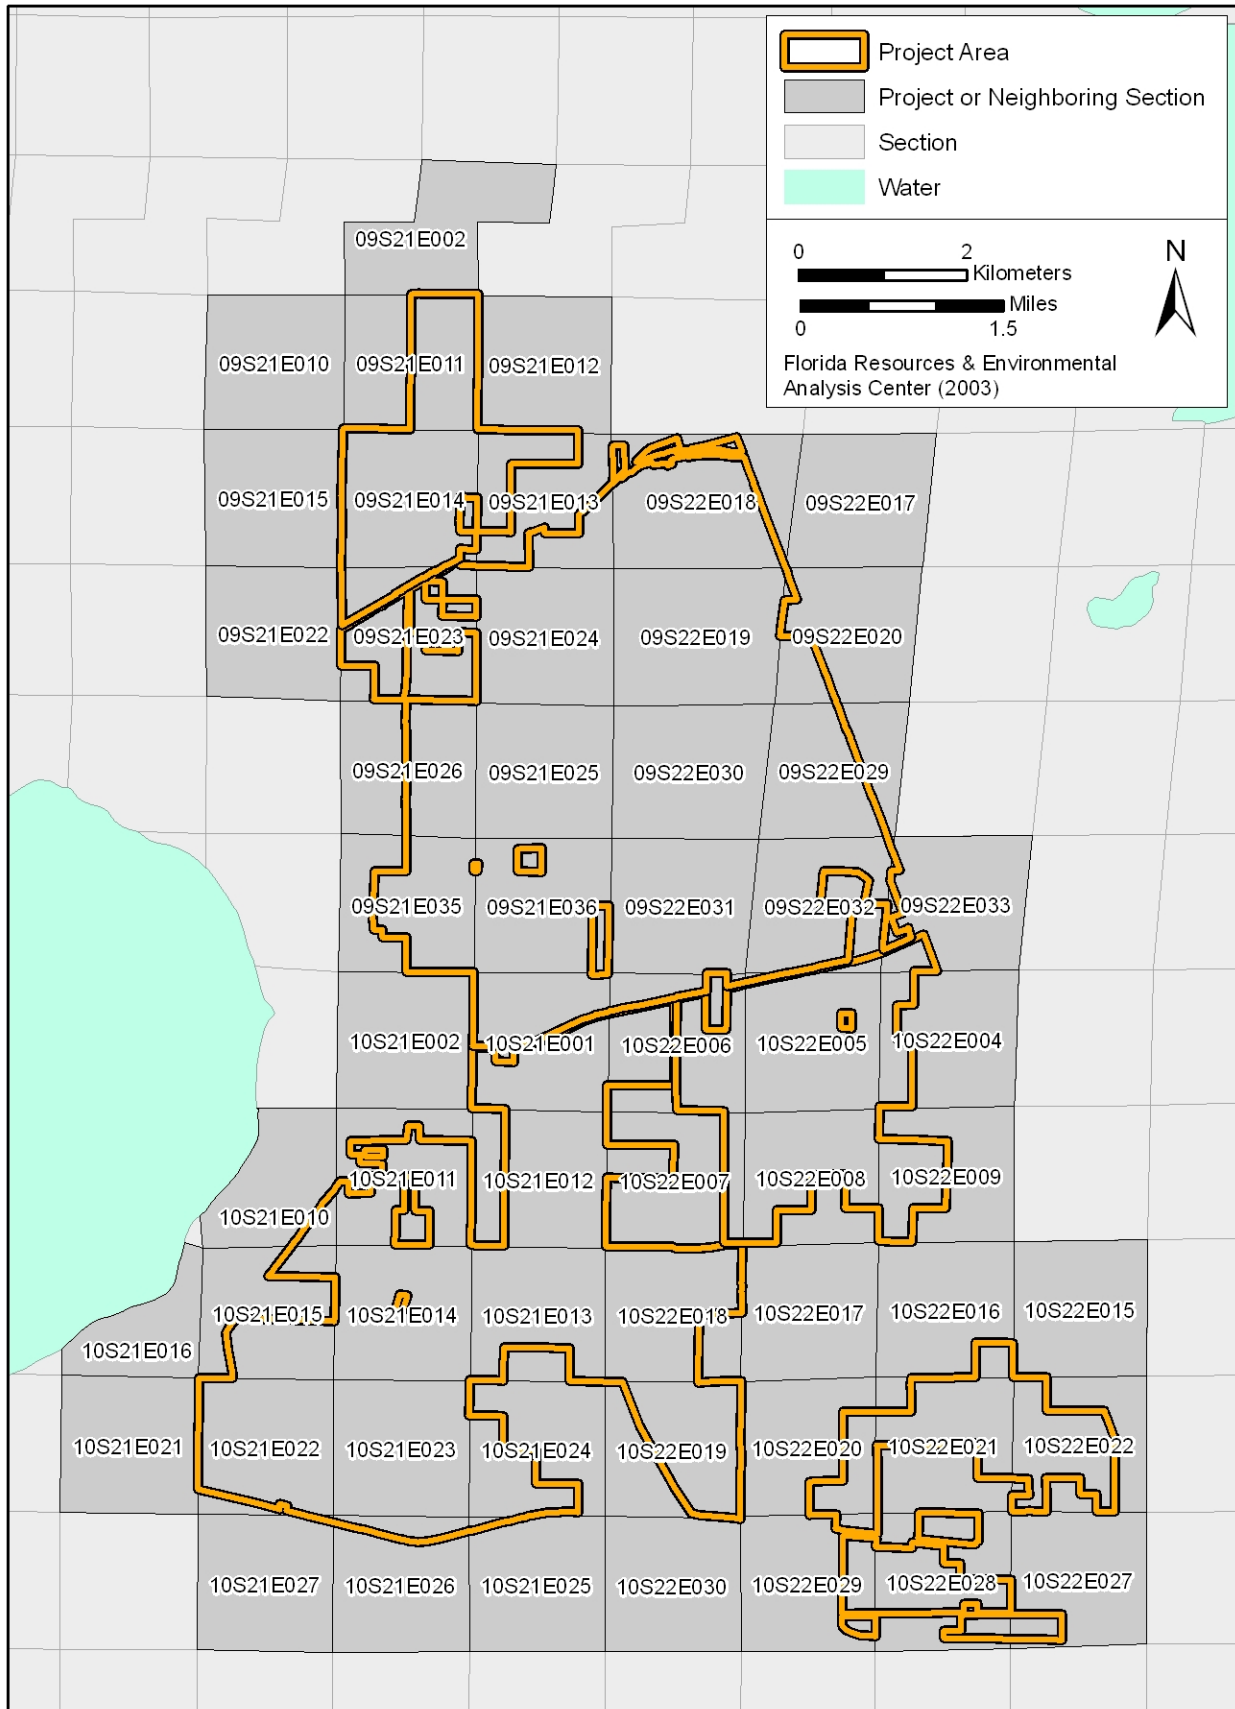 Project Area
Project or Neighboring Section
Section
Water
0 2
Kilometers
Miles
0 1.5
N
Florida Resources & Environmental
Analysis Center (2003)
09S21E002
09S21E010 09S21E011 09S21E012
09S21E015 09S21E014 09S21E013 09S22E018 09S22E017
09S21E022 09S21E023 09S21E024 09S22E019 09S22E020
09S21E026 09S21E025 09S22E030 09S22E029
09S21E035 09S21E036 09S22E031 09S22E032 09S22E033
10S21E002 10S21E001 10S22E006 10S22E005 10S22E004
10S21E010 10S21E011 10S21E012 10S22E007 10S22E008 10S22E009
10S21E016 10S21E015 10S21E014 10S21E013 10S22E018 10S22E017 10S22E016 10S22E015
10S21E021 10S21E022 10S21E023 10S21E024 10S22E019 10S22E020 10S22E021 10S22E022
10S21E027 10S21E026 10S21E025 10S22E030 10S22E029 10S22E028 10S22E027